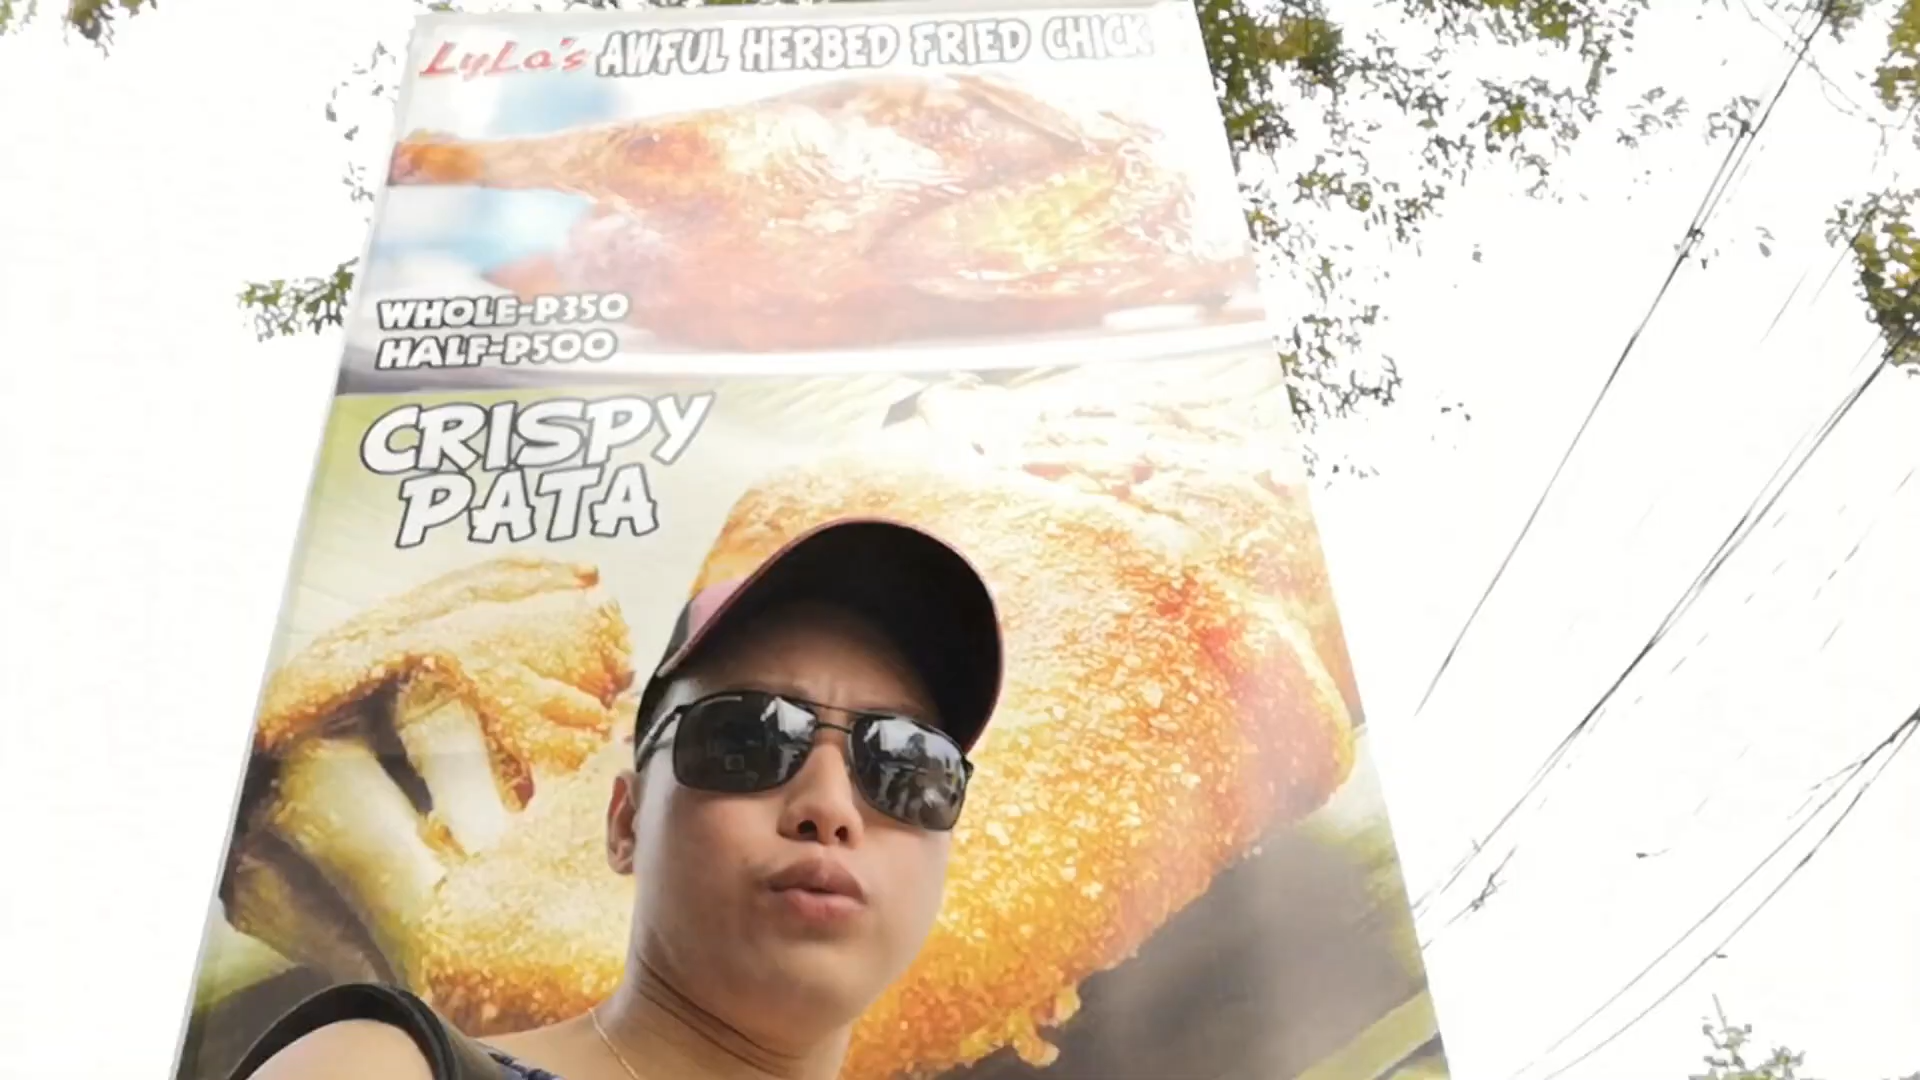 LyLa's AWFUL HERBED FRIED CHICK
WHOLE-P350
HALF-P500
CRISPY
PATA